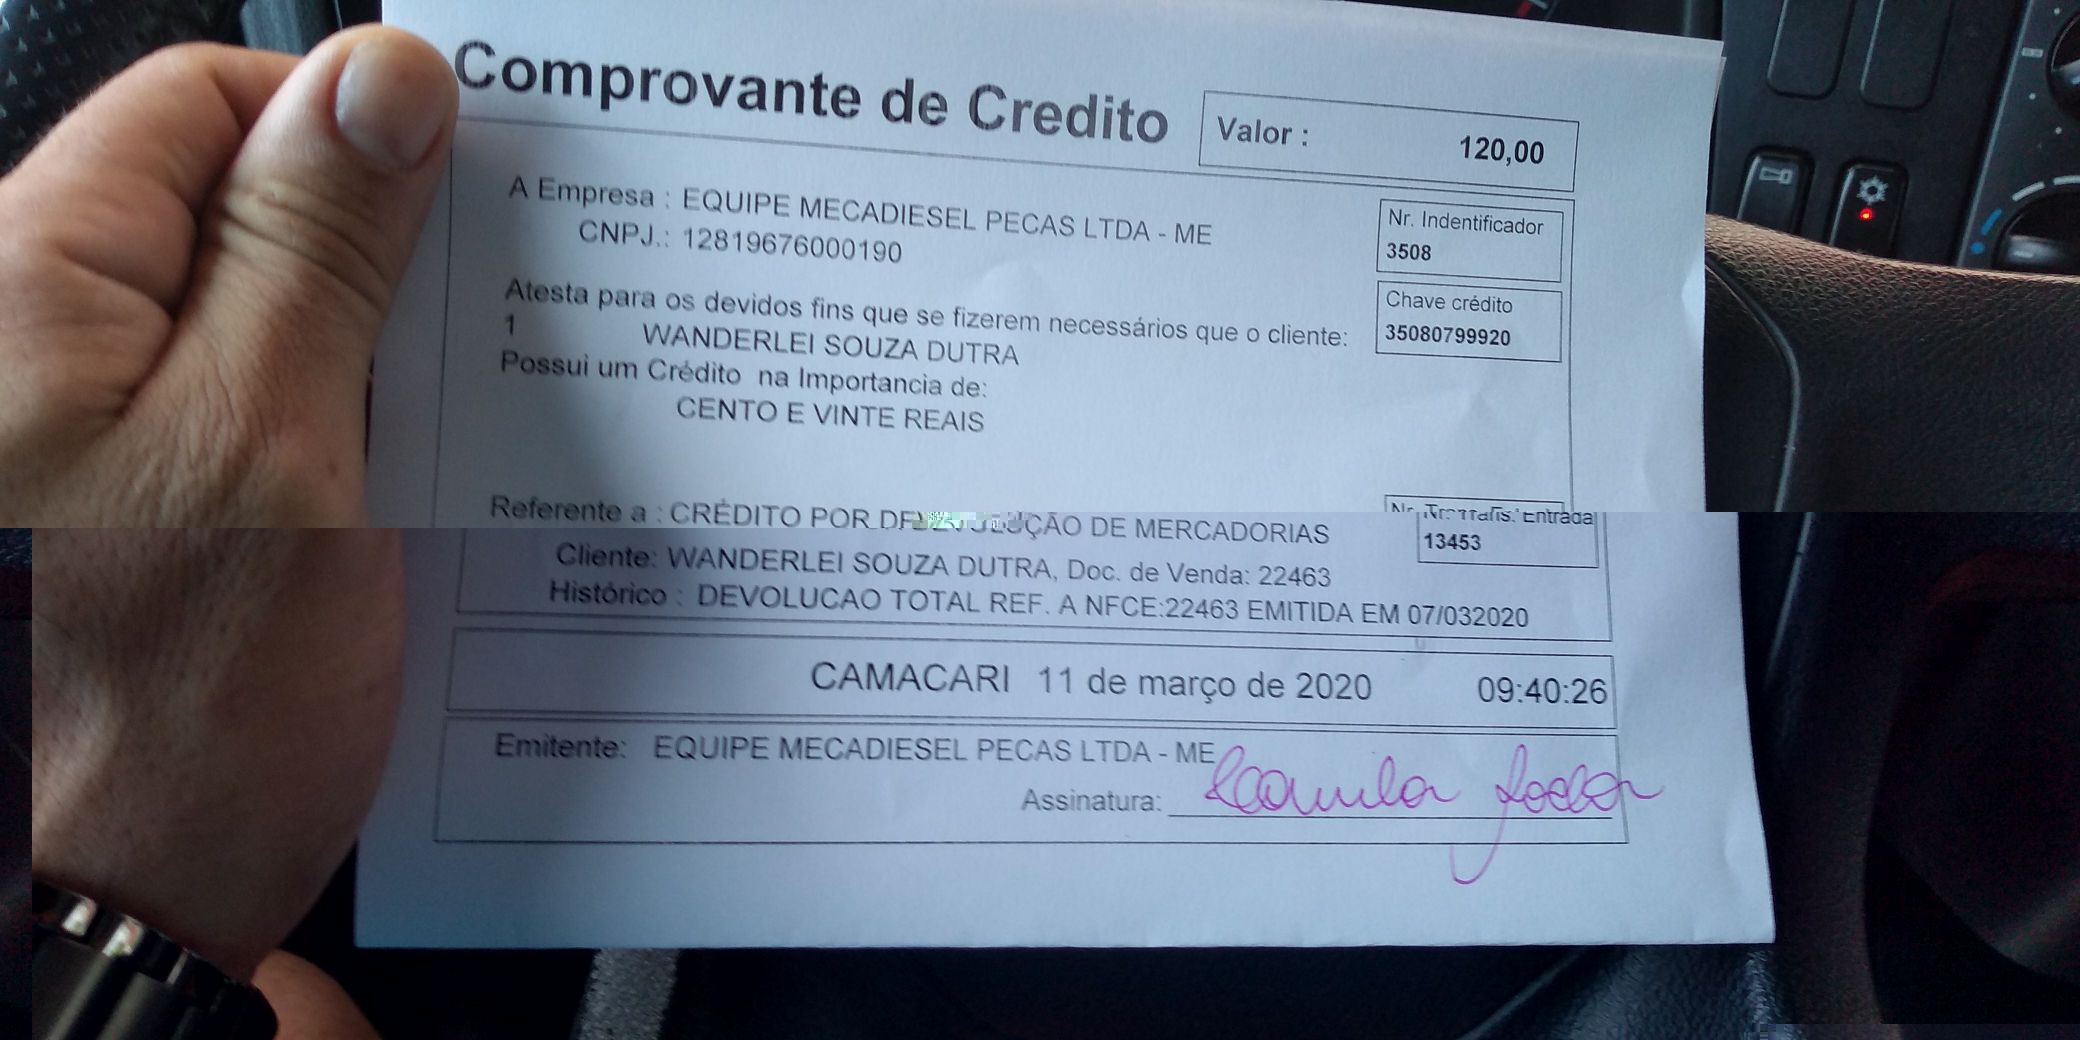 Comprovante de Credito
Valor : 120,00
A Empresa : EQUIPE MECADIESEL PECAS LTDA - ME
CNPJ.: 12819676000190
Nr. Indentificador
3508
Chave crédito
35080799920
Atesta para os devidos fins que se fizerem necessários que o cliente:
1 WANDERLEI SOUZA DUTRA
Possui um Crédito na Importancia de:
CENTO E VINTE REAIS
Referente a : CRÉDITO POR DE ÇÃO DE MERCADORIAS
Entrada
13453
Cliente: WANDERLEI SOUZA DUTRA, Doc. de Venda: 22463
Histórico : DEVOLUCAO TOTAL REF. A NFCE:22463 EMITIDA EM 07/032020
CAMACARI 11 de março de 2020 09:40:26
Emitente: EQUIPE MECADIESEL PECAS LTDA - ME
Assinatura: